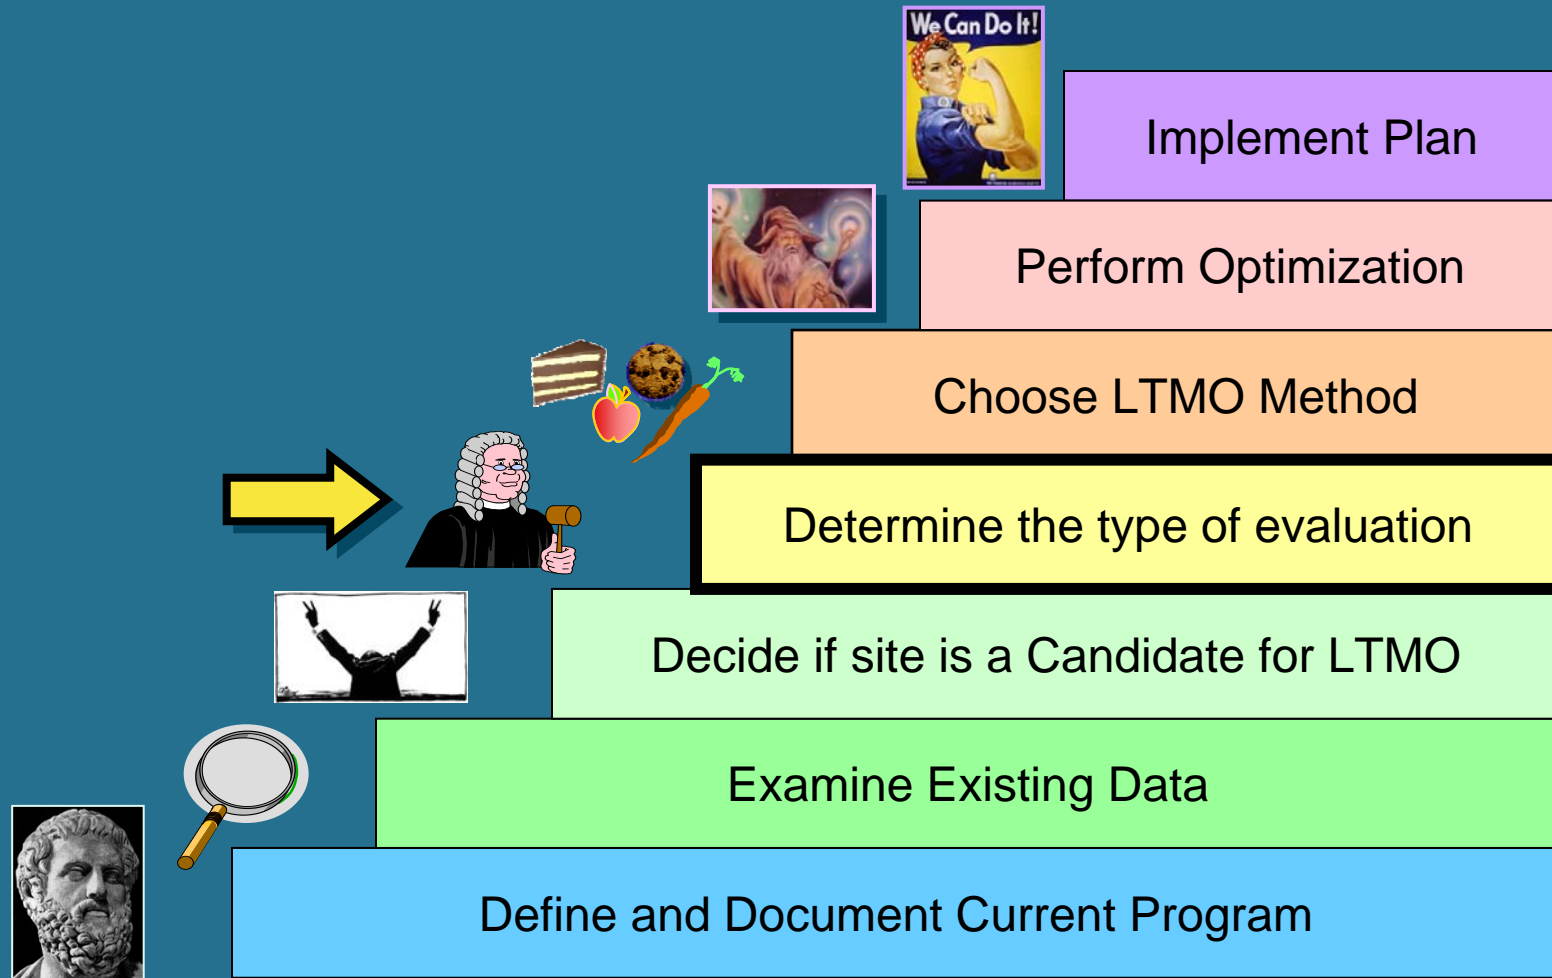 We Can Do It!
Implement Plan
Perform Optimization
Choose LTMO Method
Determine the type of evaluation
Decide if site is a Candidate for LTMO
Examine Existing Data
Define and Document Current Program